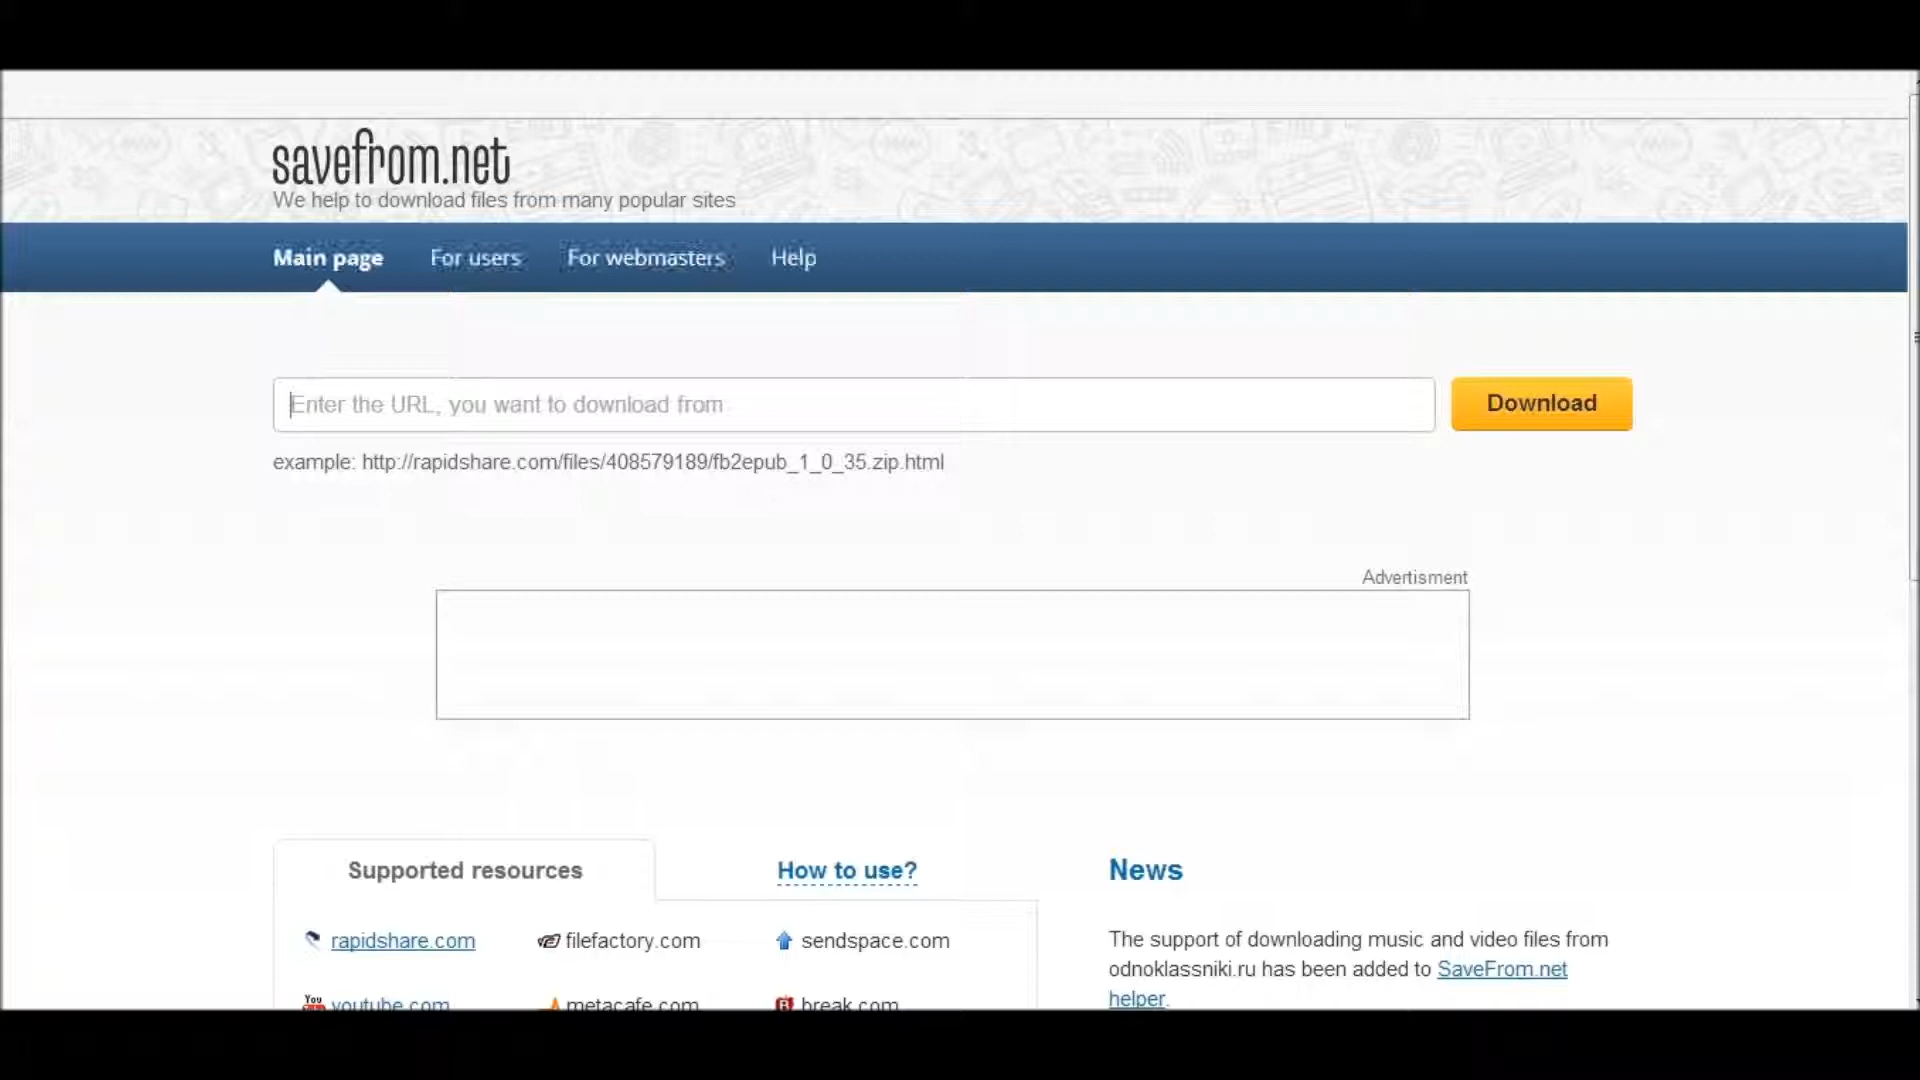 savefrom.net
We help to download files from many popular sites
Main page For users For webmasters Help
Enter the URL, you want to download from
Download
example: http://rapidshare.com/files/408579189/fb2epub_1_0_35.zip.html
Advertisment
Supported resources How to use?
rapidshare.com filefactory.com sendspace.com
You youtube.com metacafe.com break.com
News
The support of downloading music and video files from
odnoklassniki.ru has been added to SaveFrom.net
helper.